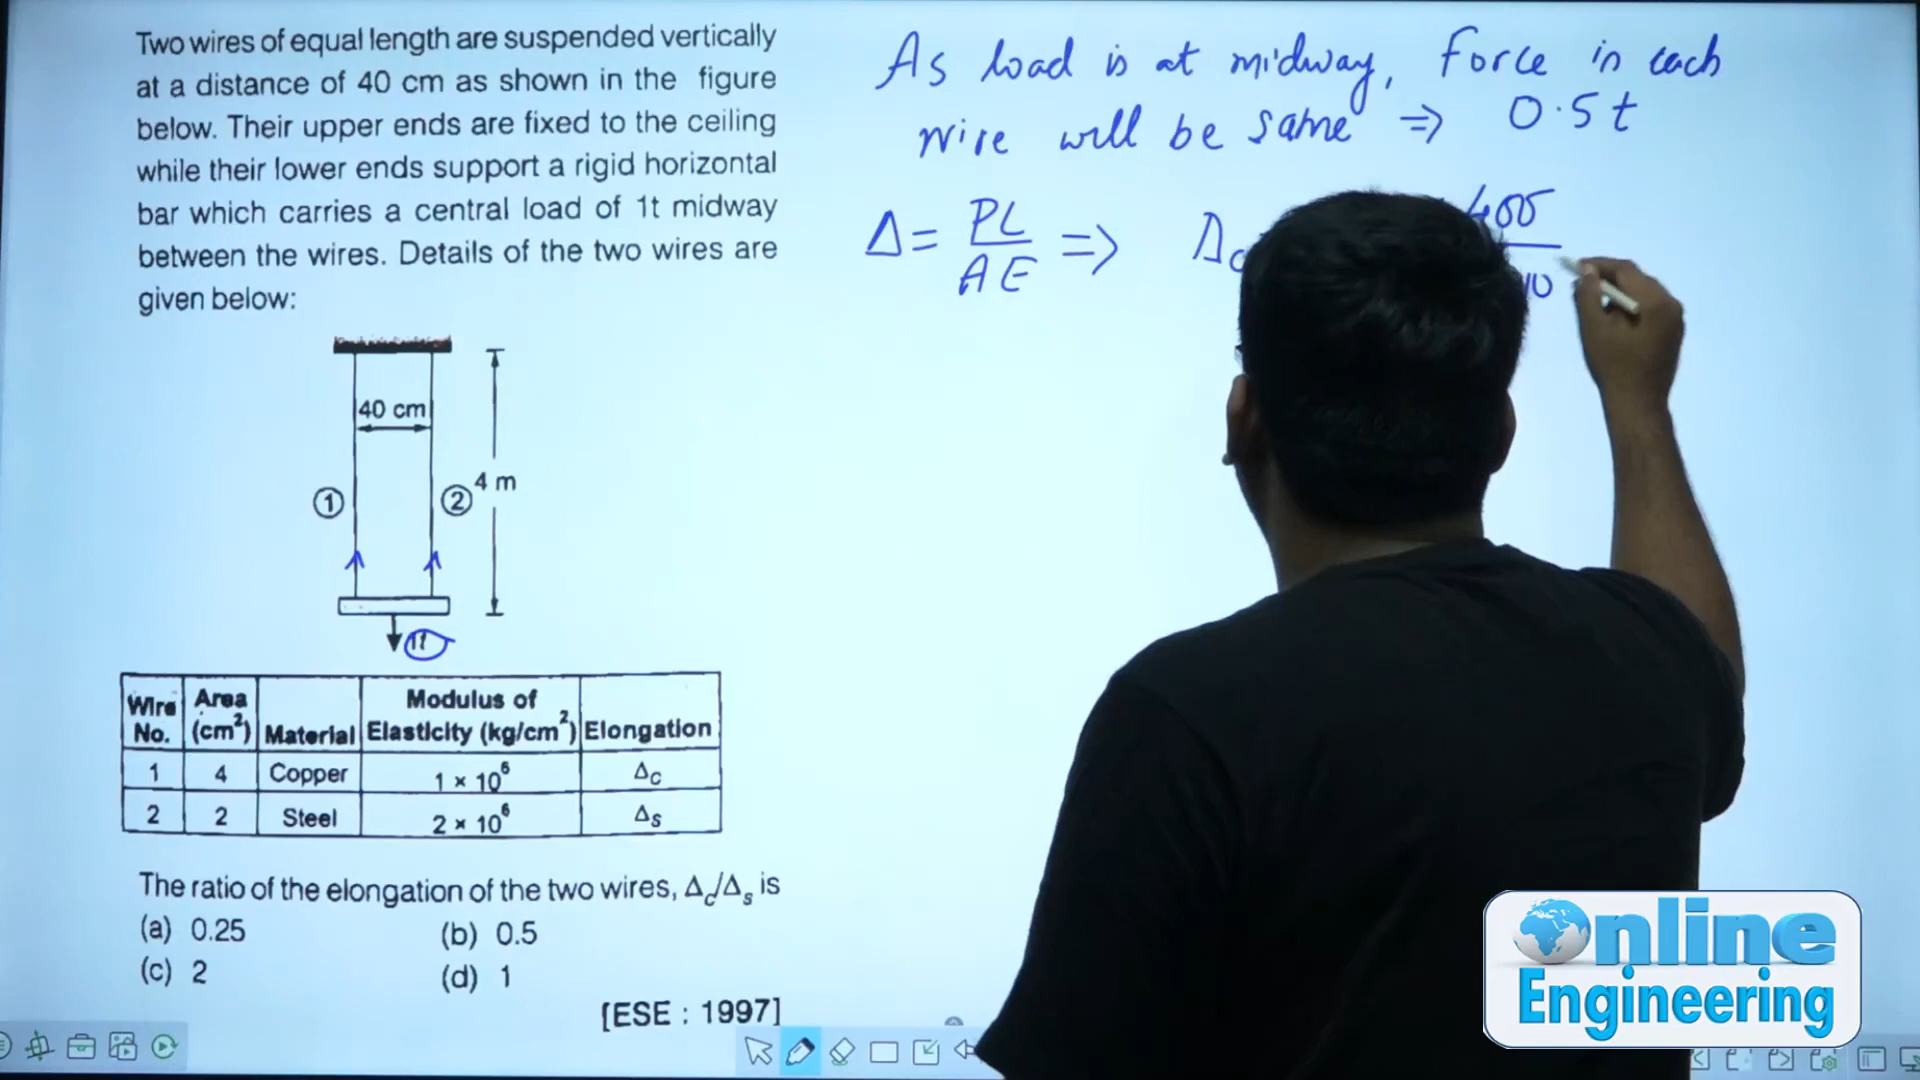 Two wires of equal length are suspended vertically
at a distance of 40 cm as shown in the figure
below. Their upper ends are fixed to the ceiling
while their lower ends support a rigid horizontal
bar which carries a central load of 1t midway
between the wires. Details of the two wires are
given below:
40 cm
4 m
① ②
1t
Wire No. Area (cm²) Material Modulus of Elasticity (kg/cm²) Elongation
1 4 Copper 1 × 10⁶ Δc
2 2 Steel 2 × 10⁶ Δs
The ratio of the elongation of the two wires, Δc/Δs is
(a) 0.25 (b) 0.5
(c) 2 (d) 1
[ESE : 1997]
As load is at midway, Force in each
wire will be same ⇒ 0.5 t
Δ = PL/AE ⇒ Δc
400
10
Online
Engineering